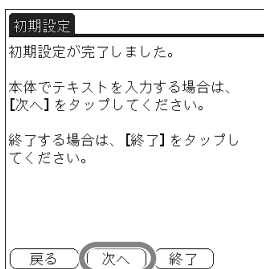 初期設定
初期設定が完了しました。
本体でテキストを入力する場合は、
【次へ】をタップしてください。
終了する場合は、【終了】をタップし
てください。
戻る 次へ 終了